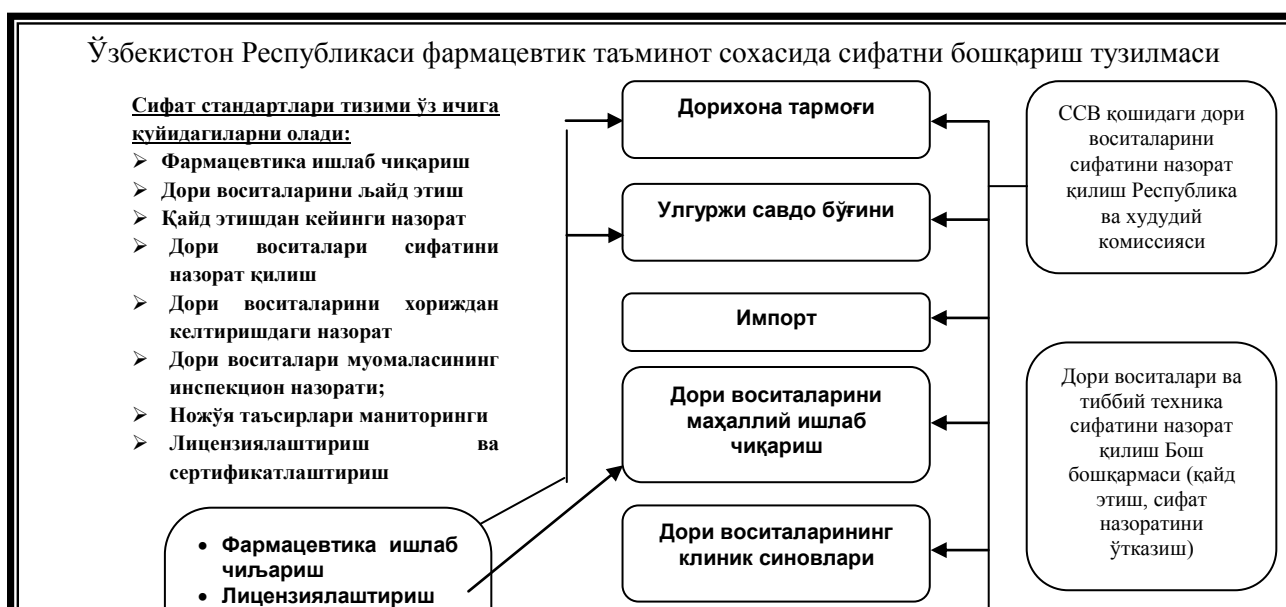 Ўзбекистон Республикаси фармацевтик таъминот сохасида сифатни бошқариш тузилмаси
Сифат стандартлари тизими ўз ичига
қуйидагиларни олади:
➢ Фармацевтика ишлаб чиқариш
➢ Дори воситаларини љайд этиш
➢ Қайд этишдан кейинги назорат
➢ Дори воситалари сифатини
назорат қилиш
➢ Дори воситаларини хориждан
келтиришдаги назорат
➢ Дори воситалари муомаласининг
инспекцион назорати;
➢ Ножўя таъсирлари маниторинги
➢ Лицензиялаштириш ва
сертификатлаштириш
• Фармацевтика ишлаб
чиљариш
• Лицензиялаштириш
Дорихона тармоғи
Улгуржи савдо бўғини
Импорт
Дори воситаларини
маҳаллий ишлаб
чиқариш
Дори воситаларининг
клиник синовлари
ССВ қошидаги дори
воситаларини
сифатини назорат
қилиш Республика
ва худудий
комиссияси
Дори воситалари ва
тиббий техника
сифатини назорат
қилиш Бош
бошқармаси (қайд
этиш, сифат
назоратини
ўтказиш)